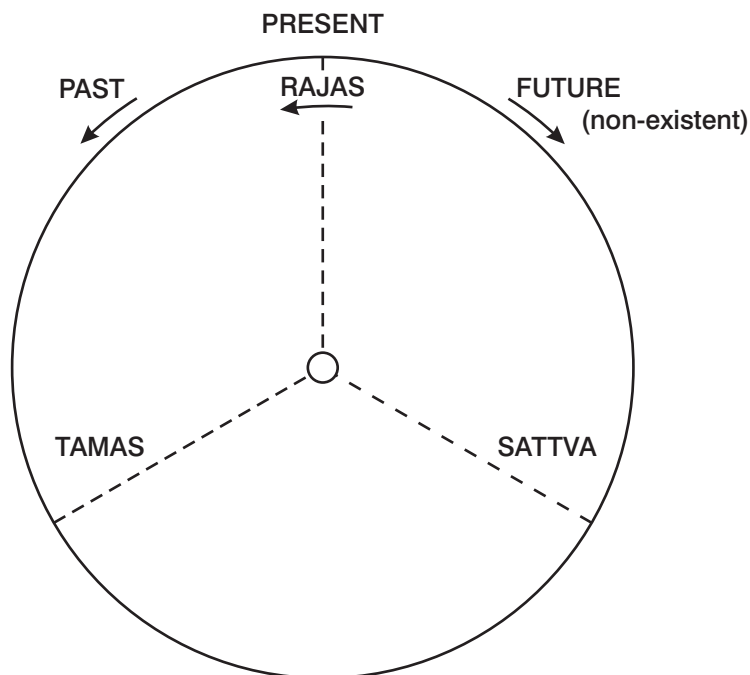 PRESENT
PAST
RAJAS
FUTURE
(non-existent)
TAMAS
SATTVA